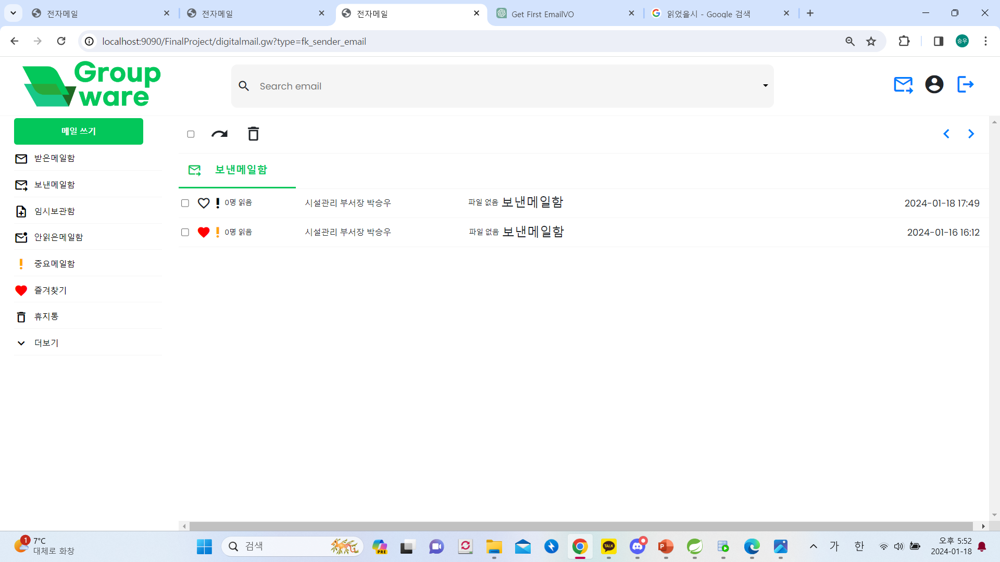 전자메일
전자메일
전자메일
Get First EmailVO
읽었을시 - Google 검색
localhost:9090/FinalProject/digitalmail.gw?type=fk_sender_email
승우
Group
ware
Search email
메일 쓰기
받은메일함
보낸메일함
임시보관함
안읽은메일함
중요메일함
즐겨찾기
휴지통
더보기
보낸메일함
0명 읽음 시설관리 부서장 박승우 파일 없음 보낸메일함 2024-01-18 17:49
0명 읽음 시설관리 부서장 박승우 파일 없음 보낸메일함 2024-01-16 16:12
1
7°C
대체로 화창
검색
PRE
TALK
P
가
한
오후 5:52
2024-01-18